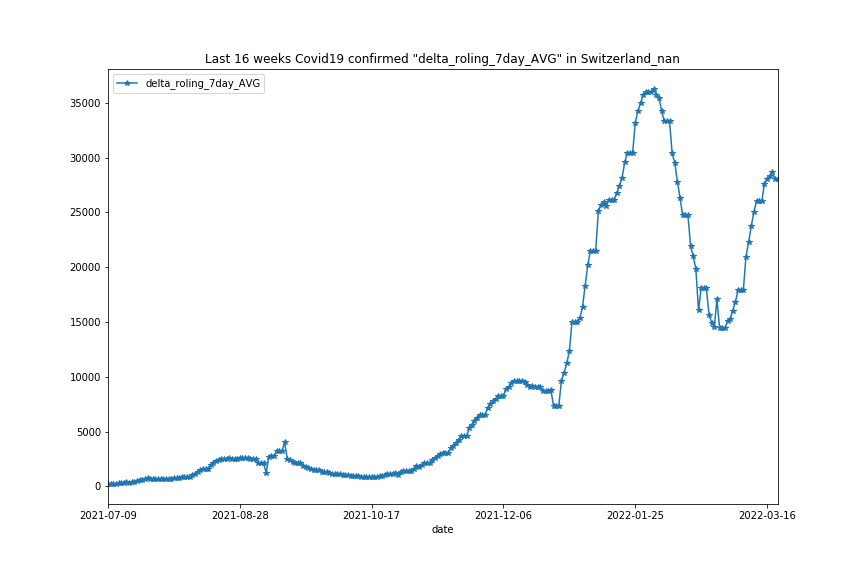 Last 16 weeks Covid19 confirmed "delta_roling_7day_AVG" in Switzerland_nan
delta_roling_7day_AVG
35000
30000
25000
20000
15000
10000
5000
0
2021-07-09 2021-08-28 2021-10-17 2021-12-06 2022-01-25 2022-03-16
date